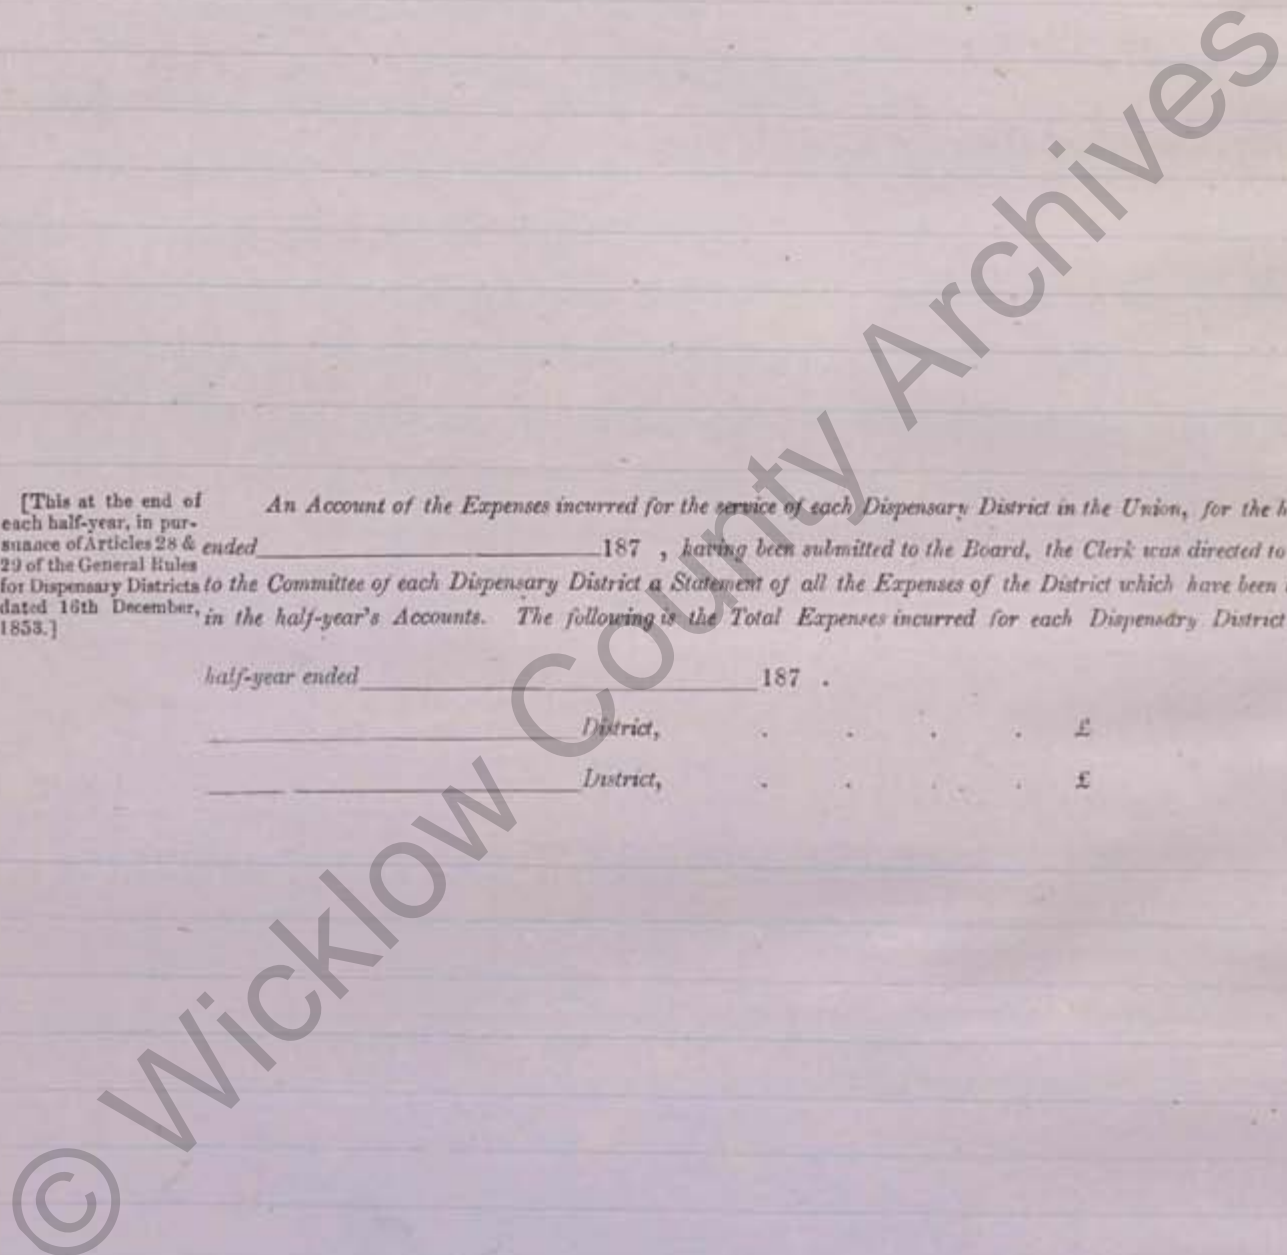 [This at the end of
each half-year, in pur-
suance of Articles 28 &
29 of the General Rules
for Dispensary Districts
dated 16th December,
1853.]
An Account of the Expenses incurred for the service of each Dispensary District in the Union, for the h
ended 187 , having been submitted to the Board, the Clerk was directed to
to the Committee of each Dispensary District a Statement of all the Expenses of the District which have been
in the half-year's Accounts. The following is the Total Expenses incurred for each Dispensary District
half-year ended 187 .
District, . . . . £
District, . . . . £
© Wicklow County Archives